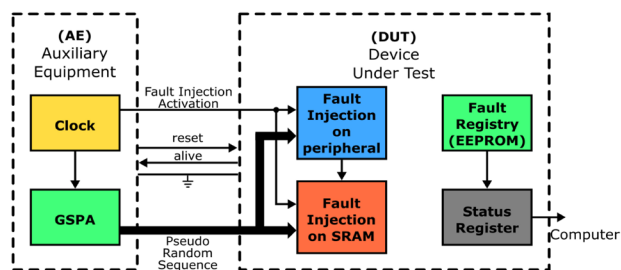 (AE)
Auxiliary
Equipment
(DUT)
Device
Under Test
Fault Injection
Activation
Clock
reset
alive
GSPA
Pseudo
Random
Sequence
Fault
Injection
on
peripheral
Fault
Injection
on SRAM
Fault
Registry
(EEPROM)
Status
Register
Computer